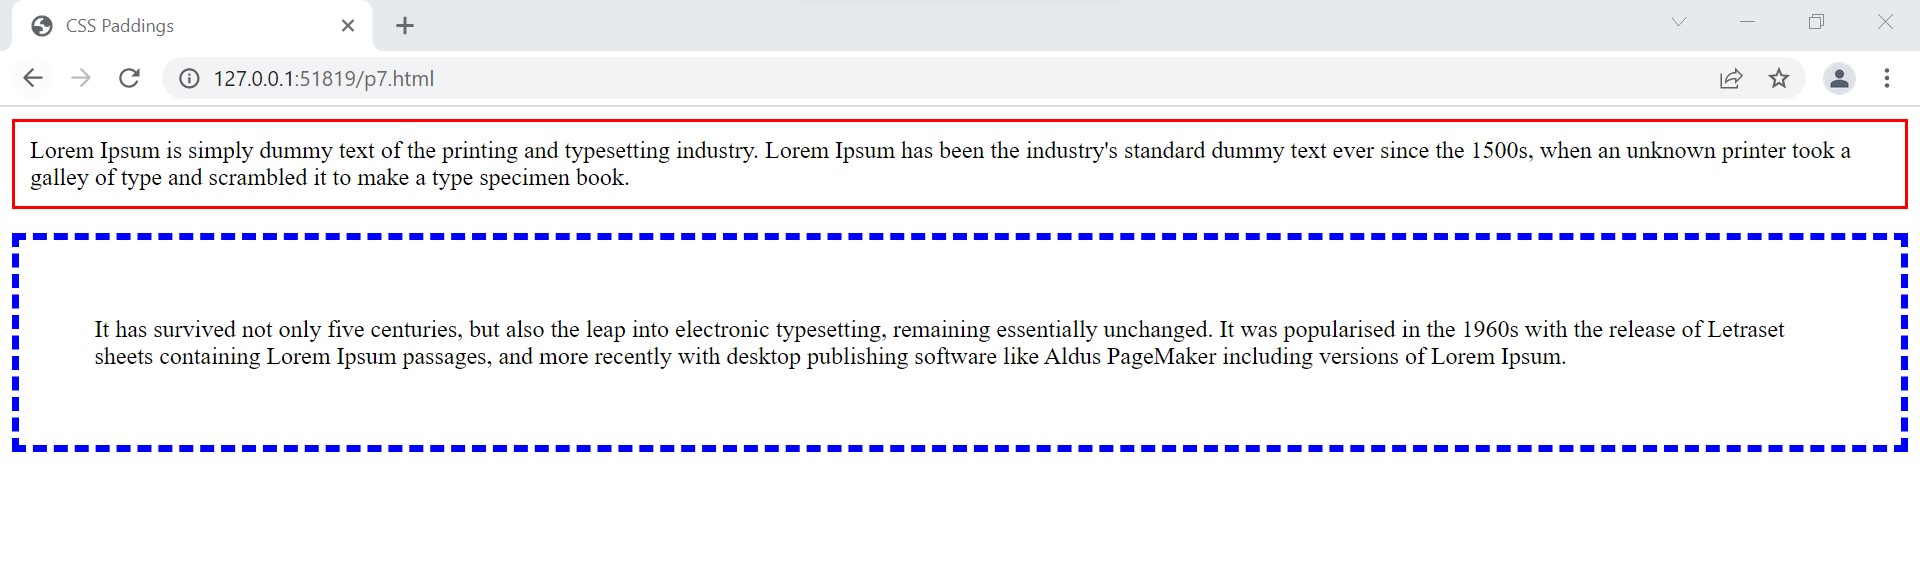 CSS Paddings
127.0.0.1:51819/p7.html
Lorem Ipsum is simply dummy text of the printing and typesetting industry. Lorem Ipsum has been the industry's standard dummy text ever since the 1500s, when an unknown printer took a
galley of type and scrambled it to make a type specimen book.
It has survived not only five centuries, but also the leap into electronic typesetting, remaining essentially unchanged. It was popularised in the 1960s with the release of Letraset
sheets containing Lorem Ipsum passages, and more recently with desktop publishing software like Aldus PageMaker including versions of Lorem Ipsum.